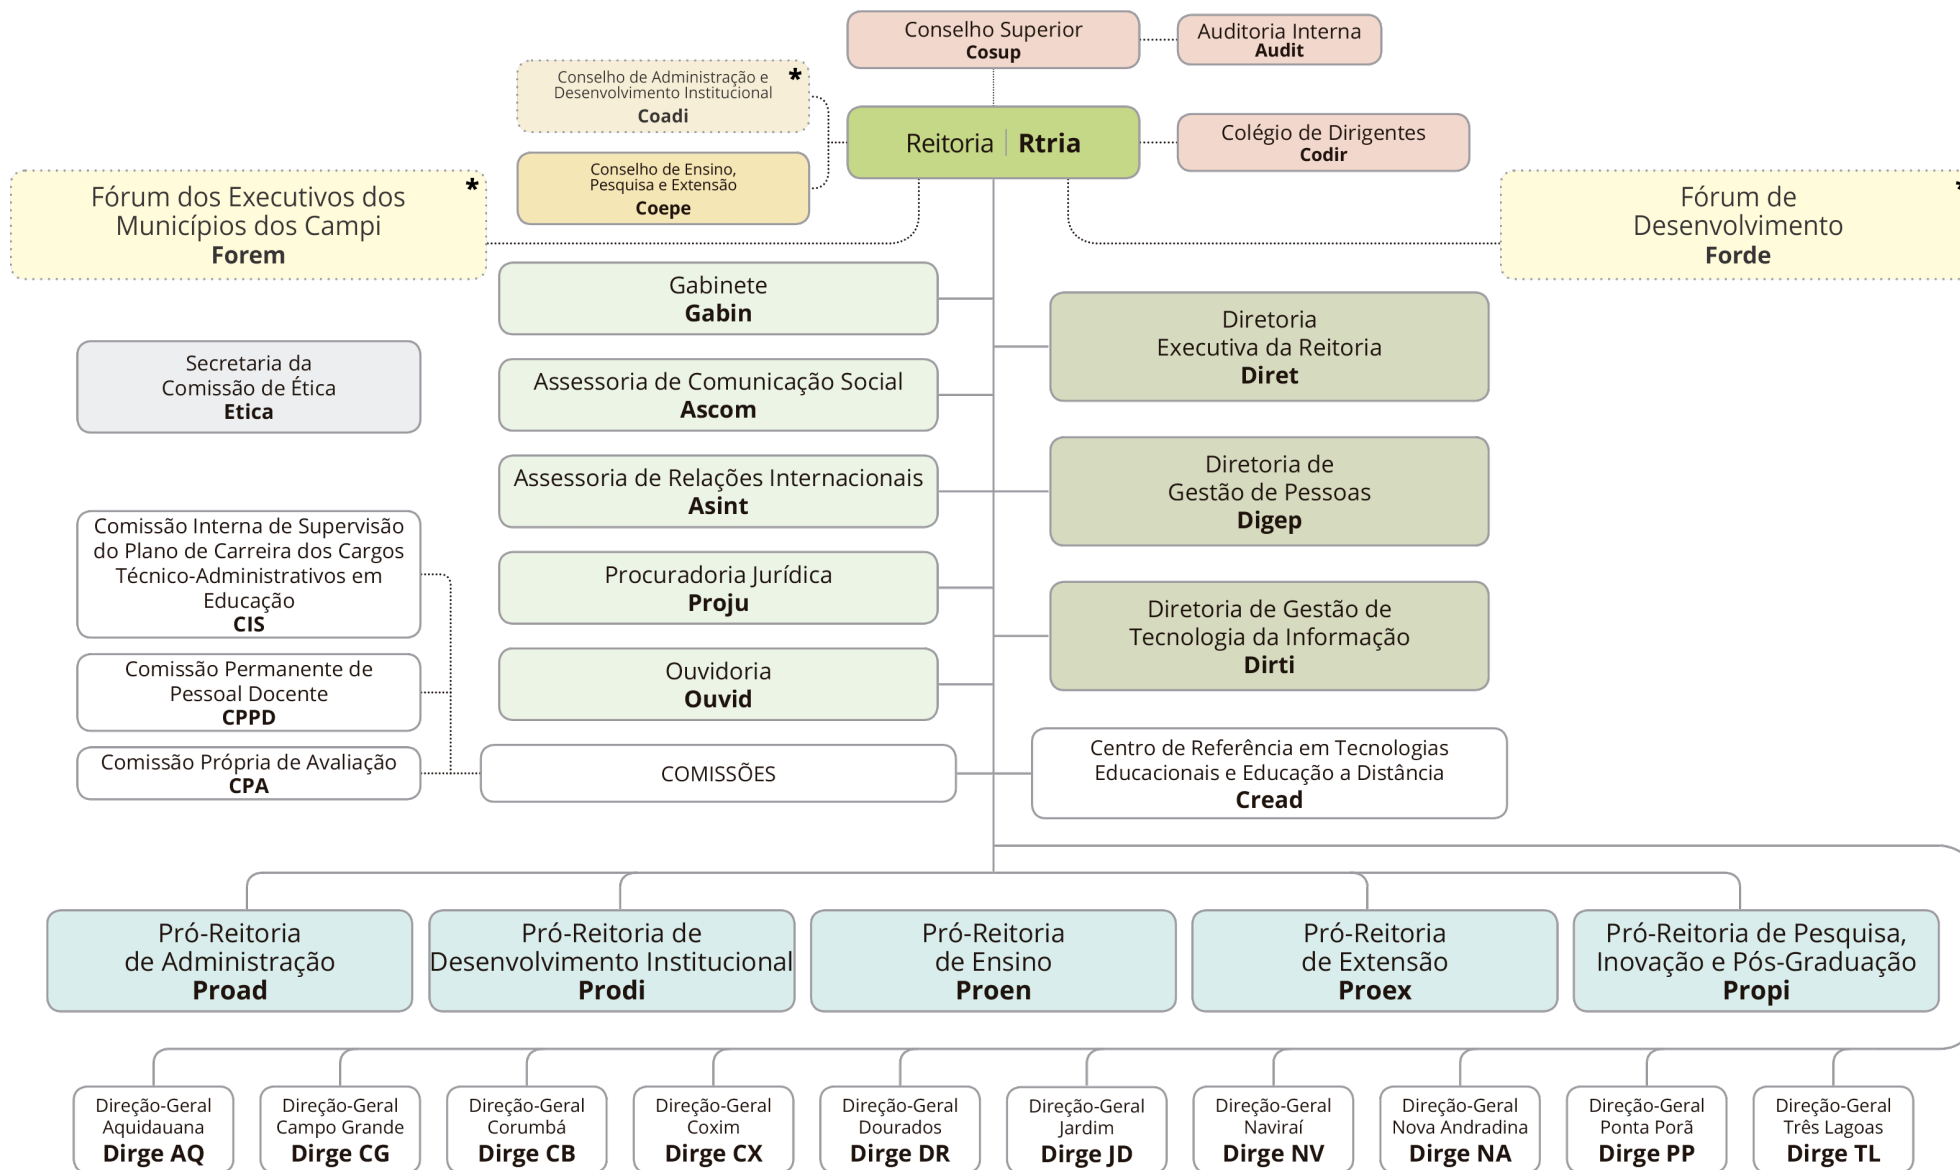 Conselho Superior
Cosup
Auditoria Interna
Audit
Conselho de Administração e
Desenvolvimento Institucional
Coadi
*
Reitoria | Rtria
Colégio de Dirigentes
Codir
Conselho de Ensino,
Pesquisa e Extensão
Coepe
Fórum dos Executivos dos
Municípios dos Campi
Forem
*
Fórum de
Desenvolvimento
Forde
*
Gabinete
Gabin
Diretoria
Executiva da Reitoria
Diret
Secretaria da
Comissão de Ética
Etica
Assessoria de Comunicação Social
Ascom
Assessoria de Relações Internacionais
Asint
Diretoria de
Gestão de Pessoas
Digep
Comissão Interna de Supervisão
do Plano de Carreira dos Cargos
Técnico-Administrativos em
Educação
CIS
Procuradoria Jurídica
Proju
Diretoria de Gestão de
Tecnologia da Informação
Dirti
Comissão Permanente de
Pessoal Docente
CPPD
Ouvidoria
Ouvid
Comissão Própria de Avaliação
CPA
COMISSÕES
Centro de Referência em Tecnologias
Educacionais e Educação a Distância
Cread
Pró-Reitoria
de Administração
Proad
Pró-Reitoria de
Desenvolvimento Institucional
Prodi
Pró-Reitoria
de Ensino
Proen
Pró-Reitoria
de Extensão
Proex
Pró-Reitoria de Pesquisa,
Inovação e Pós-Graduação
Propi
Direção-Geral
Aquidauana
Dirge AQ
Direção-Geral
Campo Grande
Dirge CG
Direção-Geral
Corumbá
Dirge CB
Direção-Geral
Coxim
Dirge CX
Direção-Geral
Dourados
Dirge DR
Direção-Geral
Jardim
Dirge JD
Direção-Geral
Naviraí
Dirge NV
Direção-Geral
Nova Andradina
Dirge NA
Direção-Geral
Ponta Porã
Dirge PP
Direção-Geral
Três Lagoas
Dirge TL